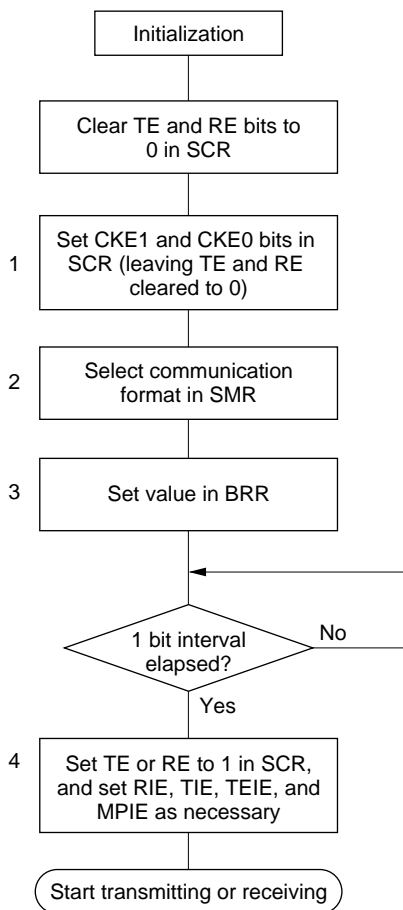 Initialization
Clear TE and RE bits to
0 in SCR
1
Set CKE1 and CKE0 bits in
SCR (leaving TE and RE
cleared to 0)
2
Select communication
format in SMR
3
Set value in BRR
1 bit interval
elapsed?
No
Yes
4
Set TE or RE to 1 in SCR,
and set RIE, TIE, TEIE, and
MPIE as necessary
Start transmitting or receiving